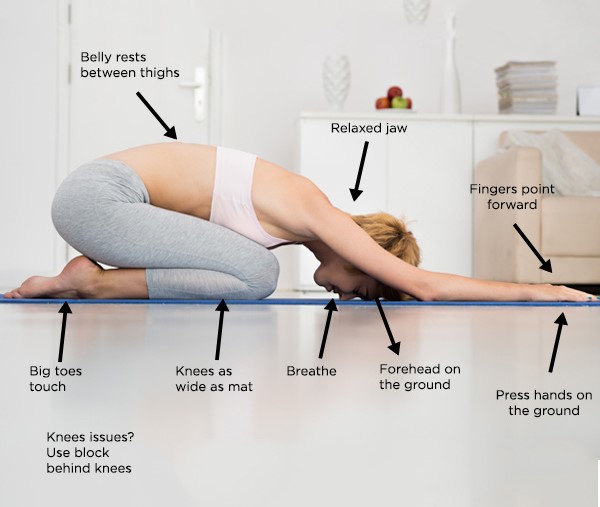 Belly rests
between thighs
Relaxed jaw
Fingers point
forward
Big toes
touch
Knees as
wide as mat
Breathe
Forehead on
the ground
Press hands on
the ground
Knees issues?
Use block
behind knees